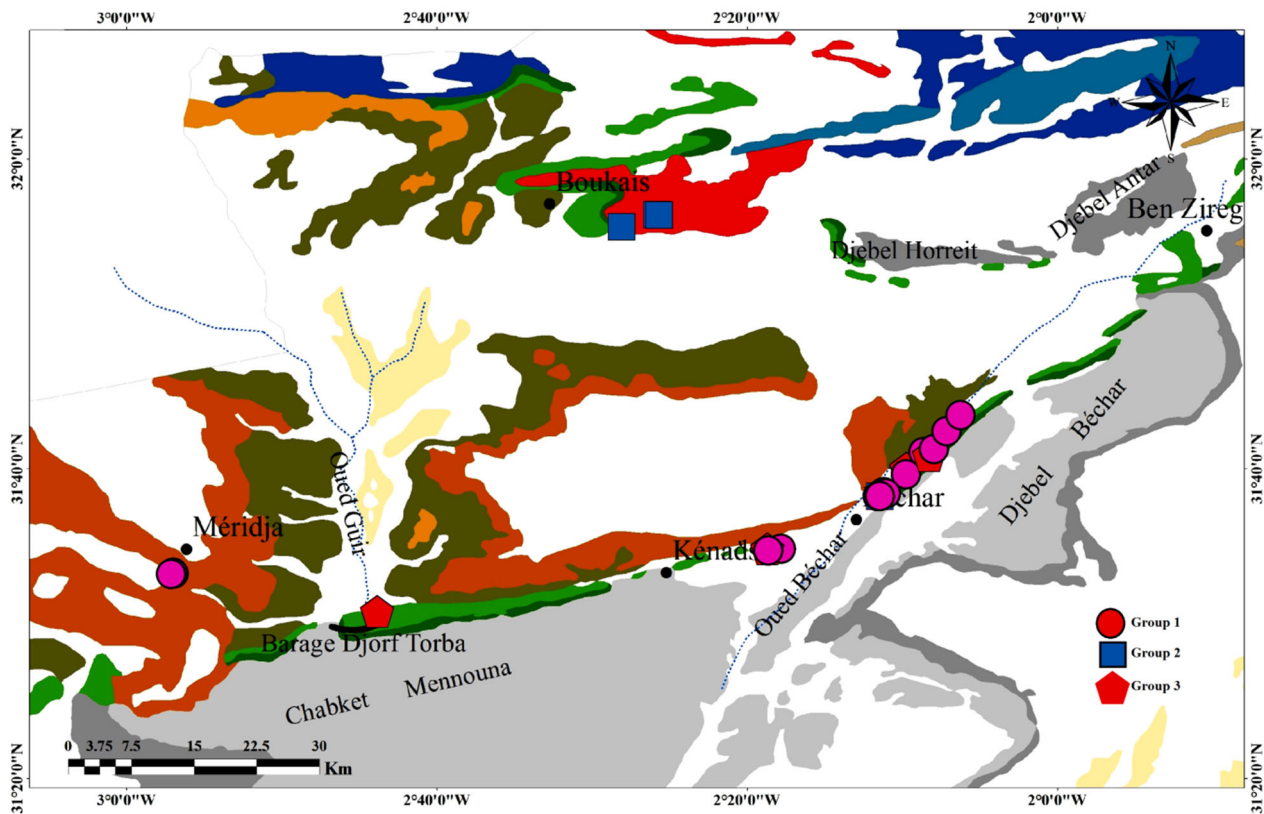 3°0'0"W 2°40'0"W 2°20'0"W 2°0'0"W
N
W E
S
32°0'0"N 32°0'0"N
Boukais
Djebel Antar
Ben Zireg
Djebel Horreit
Béchar
Djebel
31°40'0"N 31°40'0"N
Oued Guir
Méridja
Kénadsa
Oued Béchar
Barage Djorf Torba
Chabket Mennouna
Group 1
Group 2
Group 3
0 3.75 7.5 15 22.5 30
Km
31°20'0"N 31°20'0"N
3°0'0"W 2°40'0"W 2°20'0"W 2°0'0"W